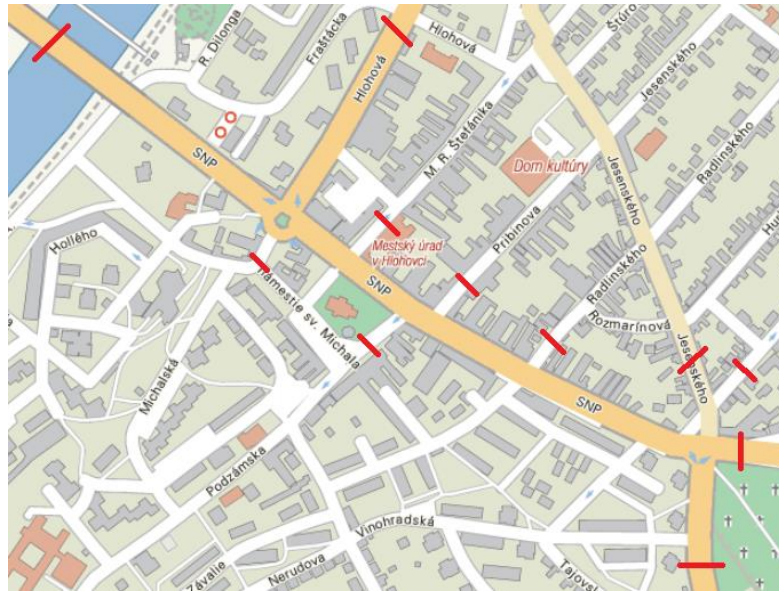 R. Dilonga
Fraštácka
Hlohová
Hlohová
Štúro
Jesenského
M. R. Štefánika
Radlinského
SNP
Dom kultúry
Jesenského
Pribinova
Hollého
Mestský úrad
v Hlohovci
Radlinského
námestie sv. Michala
SNP
Rozmarínová
Michalská
Jesenského
SNP
Podzámska
Vinohradská
Závalie
Nerudova
Tajovsk